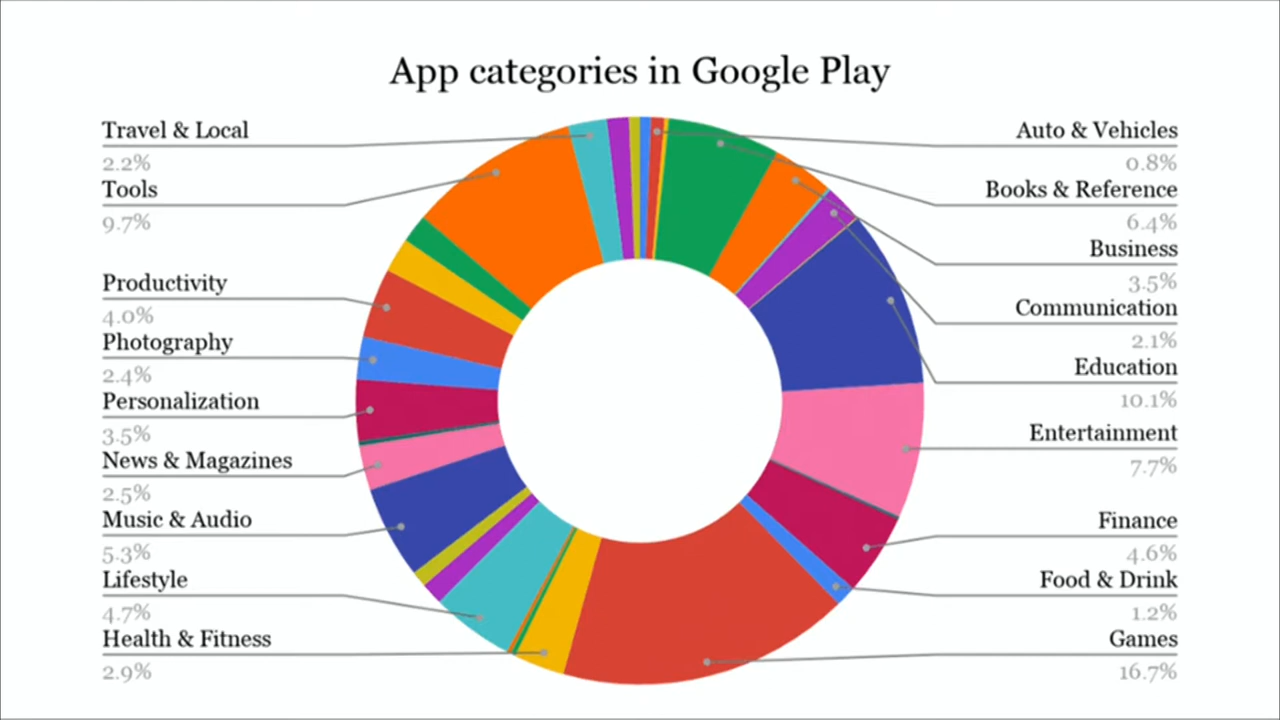 App categories in Google Play
Travel & Local
2.2%
Tools
9.7%
Productivity
4.0%
Photography
2.4%
Personalization
3.5%
News & Magazines
2.5%
Music & Audio
5.3%
Lifestyle
4.7%
Health & Fitness
2.9%
Auto & Vehicles
0.8%
Books & Reference
6.4%
Business
3.5%
Communication
2.1%
Education
10.1%
Entertainment
7.7%
Finance
4.6%
Food & Drink
1.2%
Games
16.7%